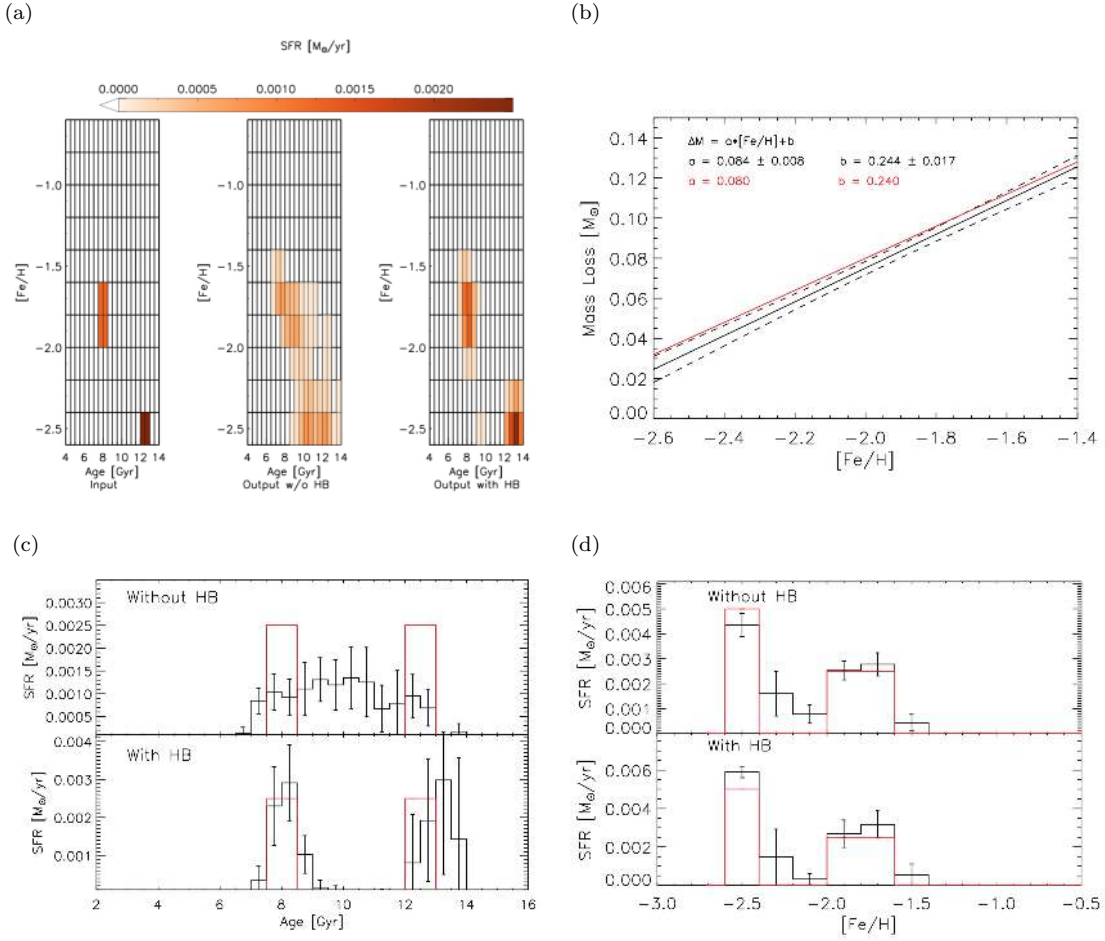 (a)
SFR [M⊙/yr]
0.0000 0.0005 0.0010 0.0015 0.0020
−1.0
−1.5
−2.0
−2.5
[Fe/H]
4 6 8 10 12 14
Age [Gyr]
Input
−1.0
−1.5
−2.0
−2.5
[Fe/H]
4 6 8 10 12 14
Age [Gyr]
Output w/o HB
−1.0
−1.5
−2.0
−2.5
[Fe/H]
4 6 8 10 12 14
Age [Gyr]
Output with HB
(b)
ΔM = a•[Fe/H]+b
a = 0.084 ± 0.008 b = 0.244 ± 0.017
a = 0.080 b = 0.240
Mass Loss [M⊙]
0.14
0.12
0.10
0.08
0.06
0.04
0.02
0.00
−2.6 −2.4 −2.2 −2.0 −1.8 −1.6 −1.4
[Fe/H]
(c)
Without HB
SFR [M⊙/yr]
0.0030
0.0025
0.0020
0.0015
0.0010
0.0005
With HB
SFR [M⊙/yr]
0.004
0.003
0.002
0.001
2 4 6 8 10 12 14 16
Age [Gyr]
(d)
Without HB
SFR [M⊙/yr]
0.006
0.005
0.005
0.003
0.002
0.000
With HB
SFR [M⊙/yr]
0.006
0.005
0.003
0.002
0.000
−3.0 −2.5 −2.0 −1.5 −1.0 −0.5
[Fe/H]